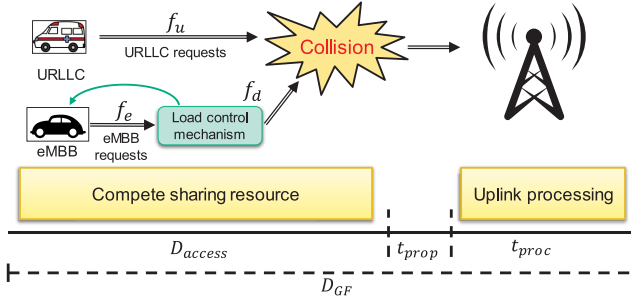 f_u
URLLC requests
URLLC
Collision
f_e
f_d
eMBB
requests
eMBB
Load control
mechanism
Compete sharing resource
Uplink processing
D_access
t_prop
t_proc
D_GF